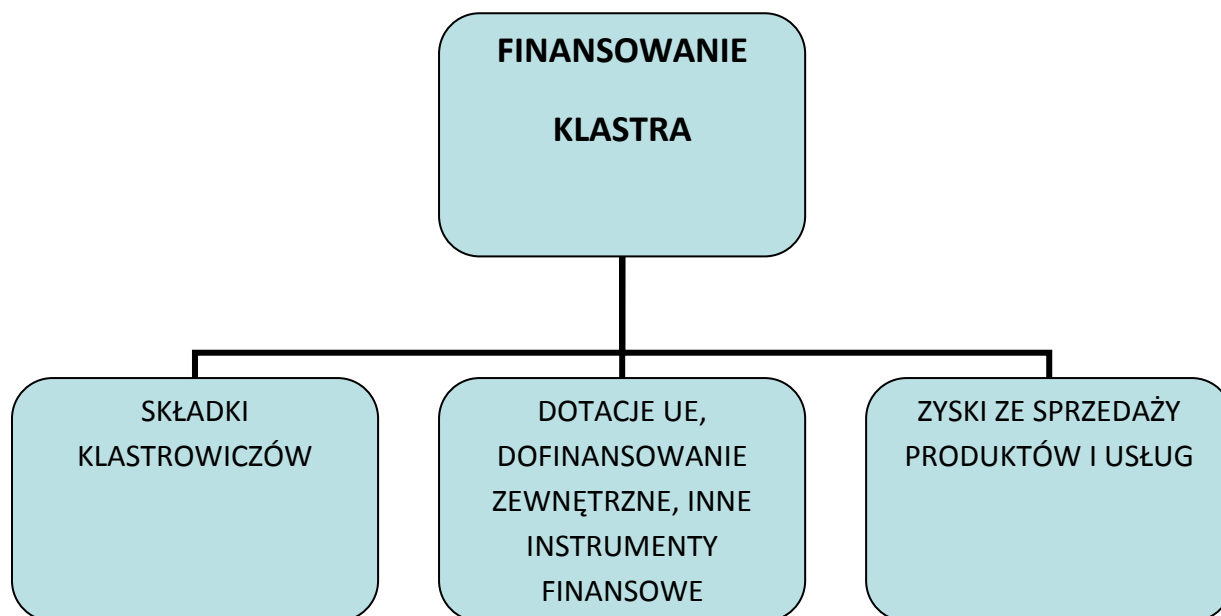 FINANSOWANIE
KLASTRA
SKŁADKI
KLASTROWICZÓW
DOTACJE UE,
DOFINANSOWANIE
ZEWNĘTRZNE, INNE
INSTRUMENTY
FINANSOWE
ZYSKI ZE SPRZEDAŻY
PRODUKTÓW I USŁUG